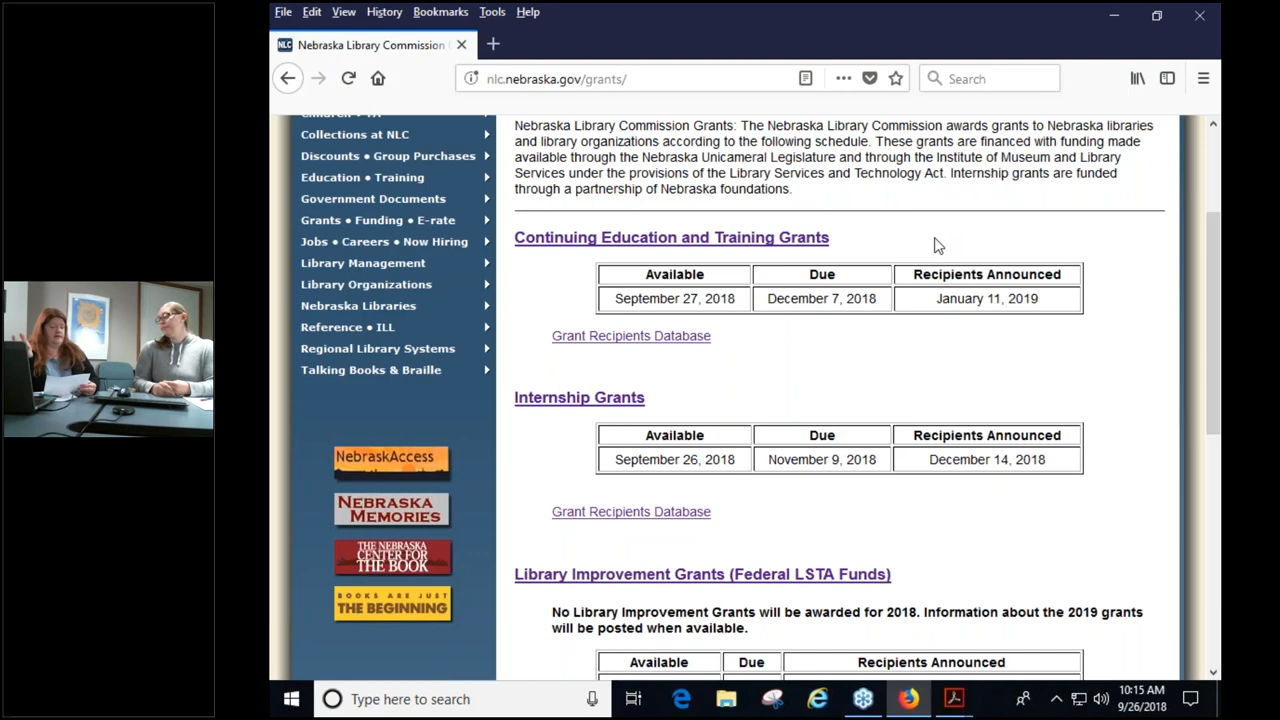 File Edit View History Bookmarks Tools Help
NLC Nebraska Library Commission
nlc.nebraska.gov/grants/
Search
Collections at NLC
Discounts • Group Purchases
Education • Training
Government Documents
Grants • Funding • E-rate
Jobs • Careers • Now Hiring
Library Management
Library Organizations
Nebraska Libraries
Reference • ILL
Regional Library Systems
Talking Books & Braille
NebraskAccess
NEBRASKA
MEMORIES
THE NEBRASKA
CENTER FOR
THE BOOK
BOOKS ARE JUST
THE BEGINNING
Nebraska Library Commission Grants: The Nebraska Library Commission awards grants to Nebraska libraries
and library organizations according to the following schedule. These grants are financed with funding made
available through the Nebraska Unicameral Legislature and through the Institute of Museum and Library
Services under the provisions of the Library Services and Technology Act. Internship grants are funded
through a partnership of Nebraska foundations.
Continuing Education and Training Grants
Available Due Recipients Announced
September 27, 2018 December 7, 2018 January 11, 2019
Grant Recipients Database
Internship Grants
Available Due Recipients Announced
September 26, 2018 November 9, 2018 December 14, 2018
Grant Recipients Database
Library Improvement Grants (Federal LSTA Funds)
No Library Improvement Grants will be awarded for 2018. Information about the 2019 grants
will be posted when available.
Available Due Recipients Announced
Type here to search
10:15 AM
9/26/2018